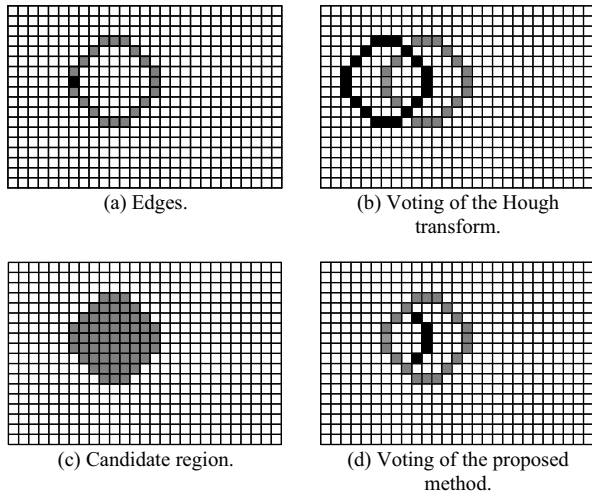 (a) Edges.
(b) Voting of the Hough
transform.
(c) Candidate region.
(d) Voting of the proposed
method.